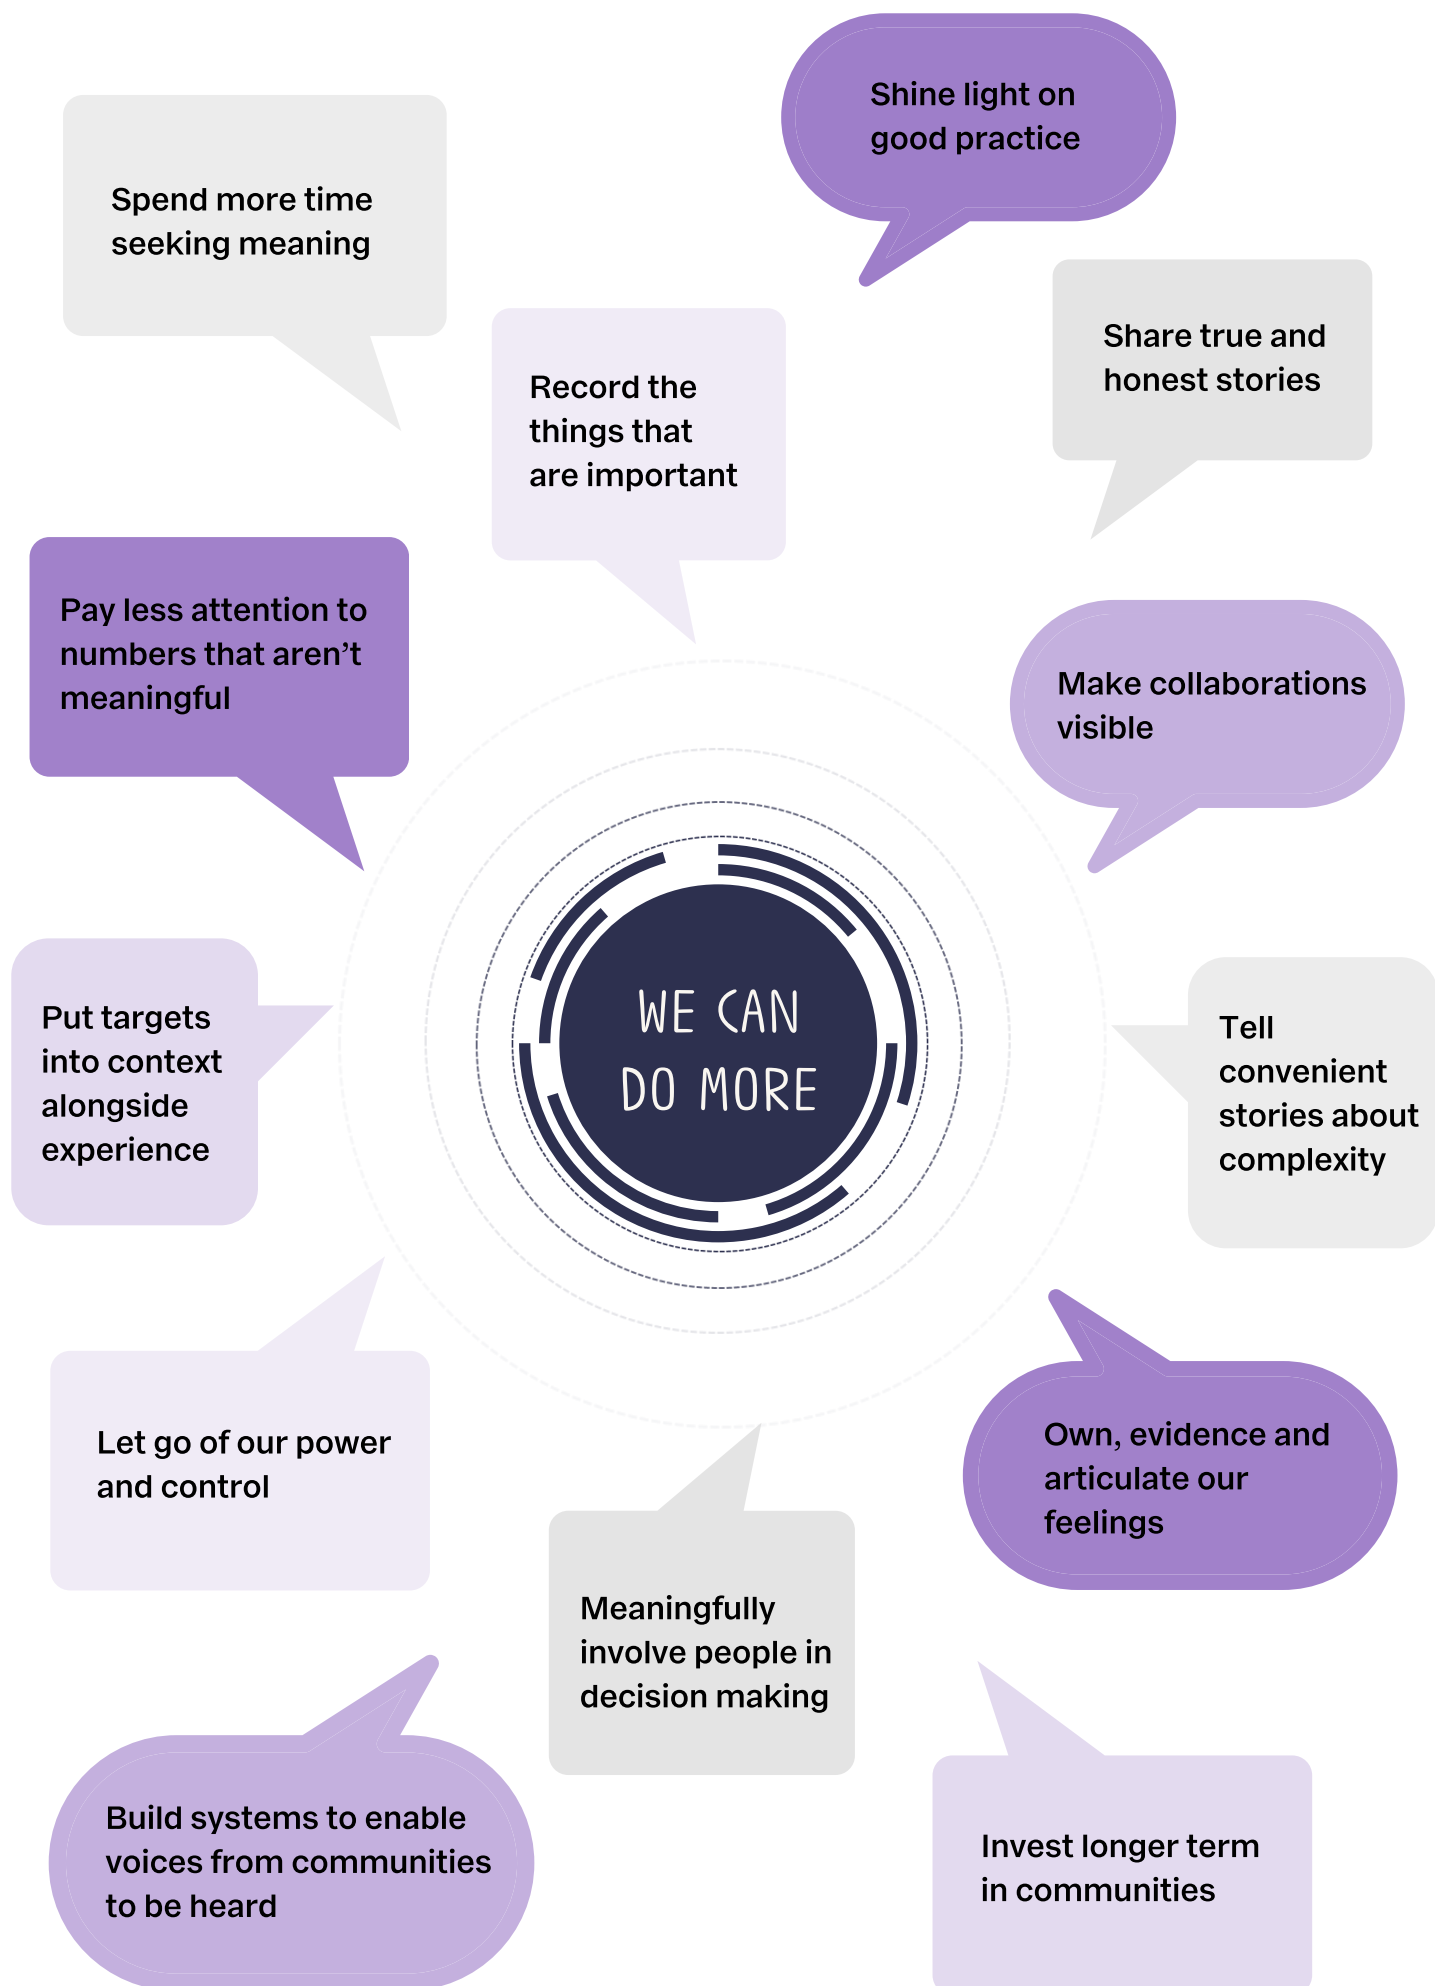 Shine light on
good practice
Spend more time
seeking meaning
Share true and
honest stories
Record the
things that
are important
Pay less attention to
numbers that aren’t
meaningful
Make collaborations
visible
WE CAN
DO MORE
Put targets
into context
alongside
experience
Tell
convenient
stories about
complexity
Let go of our power
and control
Own, evidence and
articulate our
feelings
Meaningfully
involve people in
decision making
Build systems to enable
voices from communities
to be heard
Invest longer term
in communities